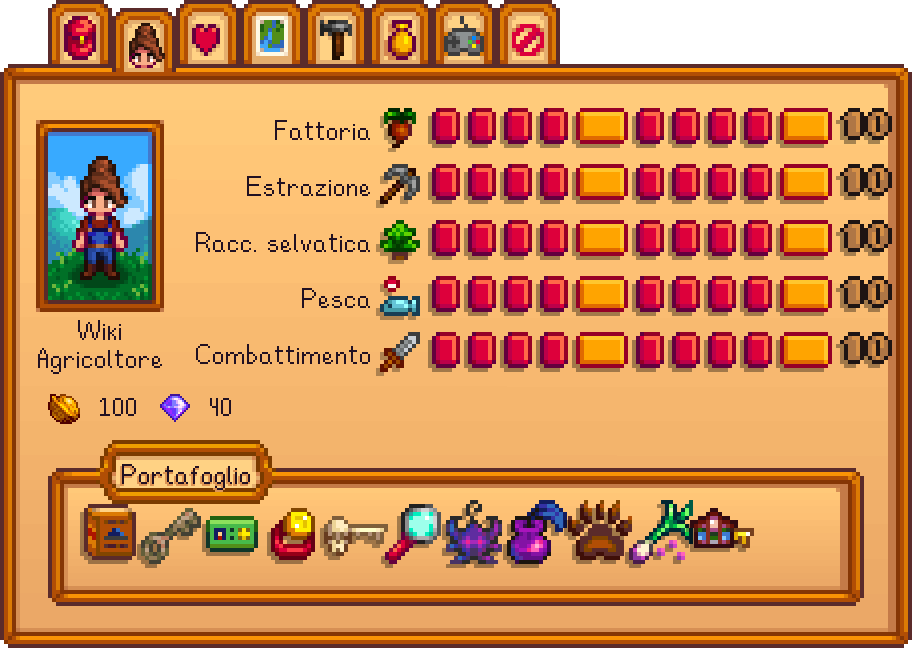 Fattoria 10
Estrazione 10
Racc. selvatica 10
Pesca 10
Combattimento 10
Wiki
Agricoltore
100 40
Portafoglio